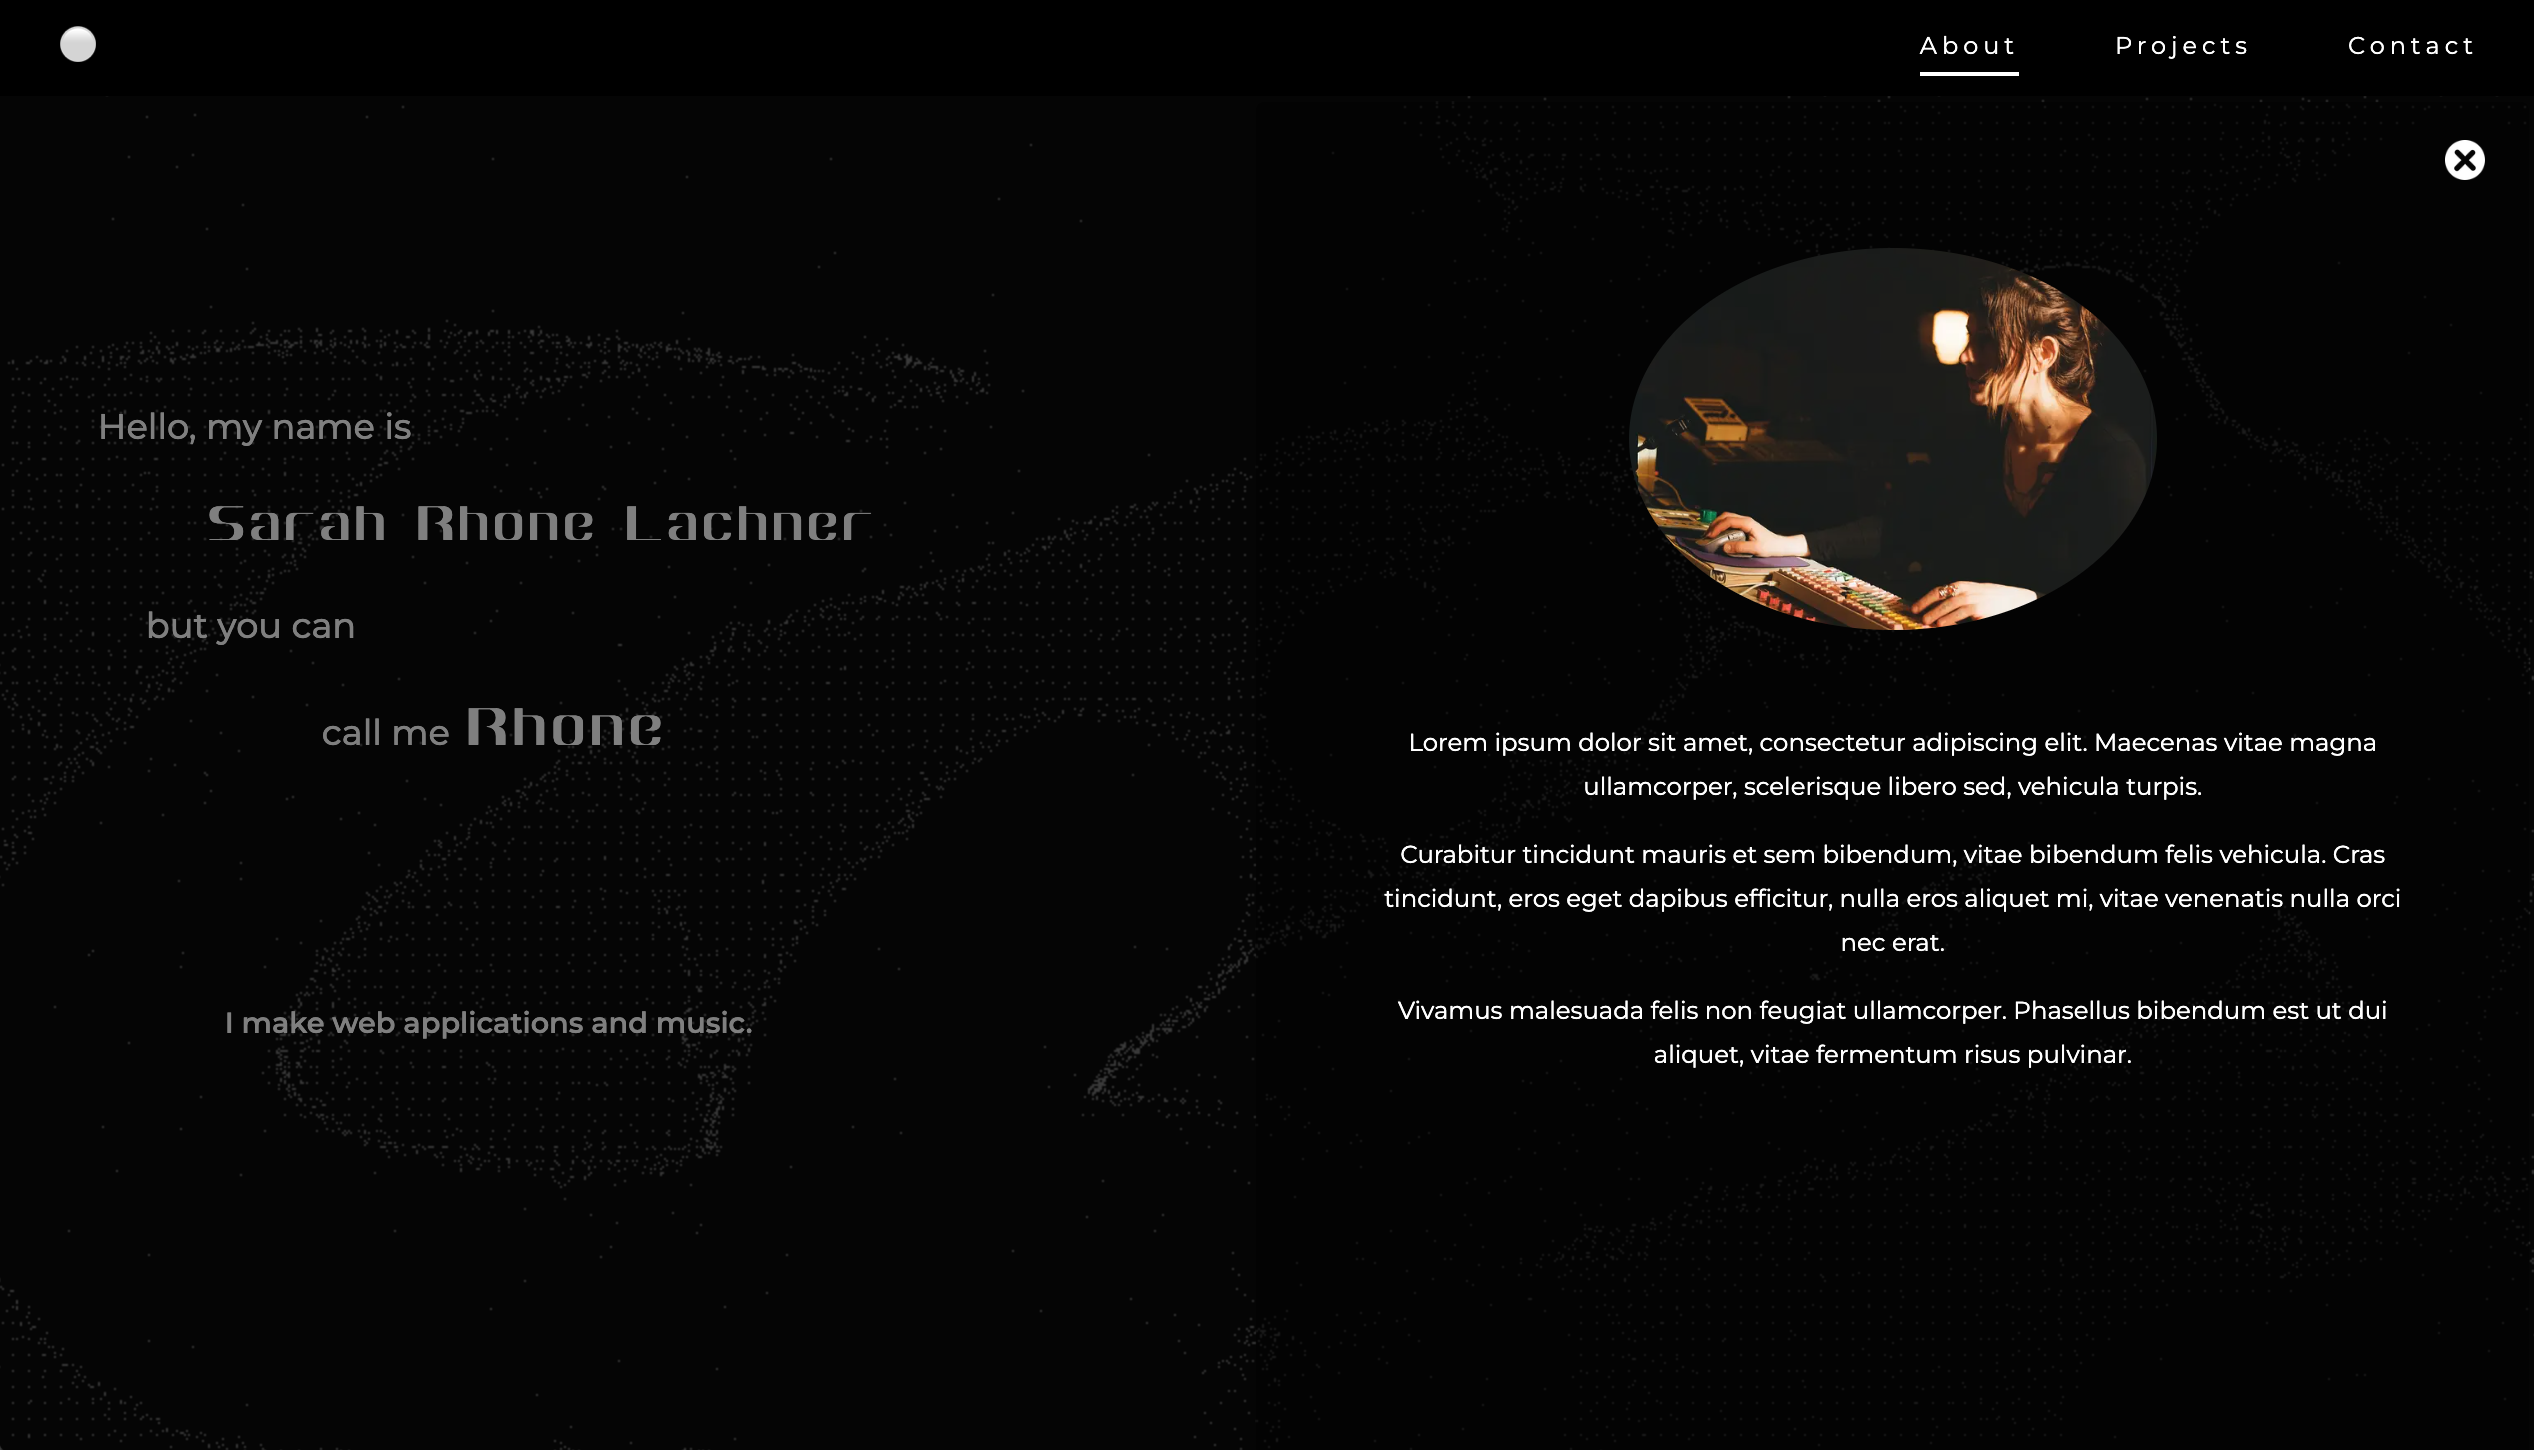 About Projects Contact
Hello, my name is
Sarah Rhone Lachner
but you can
call me Rhone
I make web applications and music.
Lorem ipsum dolor sit amet, consectetur adipiscing elit. Maecenas vitae magna
ullamcorper, scelerisque libero sed, vehicula turpis.
Curabitur tincidunt mauris et sem bibendum, vitae bibendum felis vehicula. Cras
tincidunt, eros eget dapibus efficitur, nulla eros aliquet mi, vitae venenatis nulla orci
nec erat.
Vivamus malesuada felis non feugiat ullamcorper. Phasellus bibendum est ut dui
aliquet, vitae fermentum risus pulvinar.